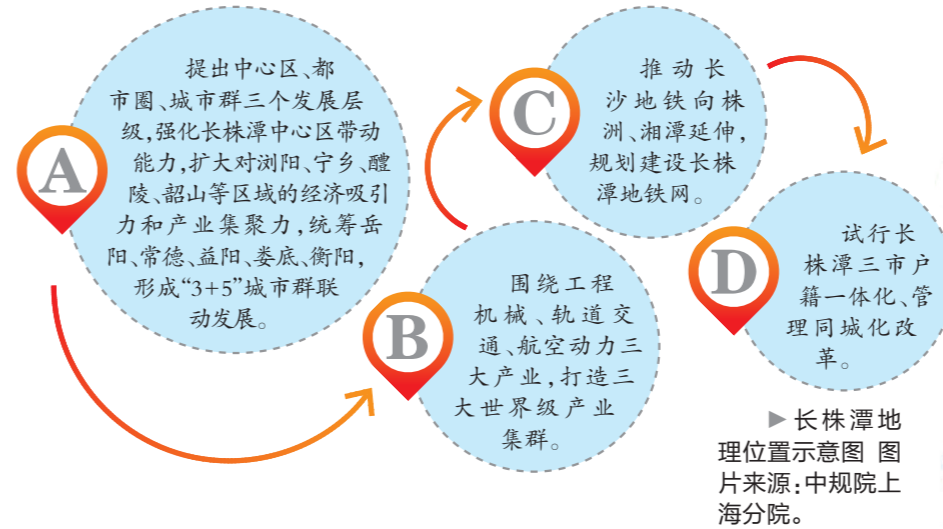 A
提出中心区、都
市圈、城市群三个发展层
级,强化长株潭中心区带动
能力,扩大对浏阳、宁乡、醴
陵、韶山等区域的经济吸引
力和产业集聚力,统筹岳
阳、常德、益阳、娄底、衡阳,
形成“3+5”城市群联
动发展。
B
围绕工程
机械、轨道交
通、航空动力三
大产业,打造三
大世界级产业
集群。
C
推动长
沙地铁向株
洲、湘潭延伸,
规划建设长株
潭地铁网。
D
试行长
株潭三市户
籍一体化、管
理同城化改
革。
▶长株潭地
理位置示意图 图
片来源:中规院上
海分院。